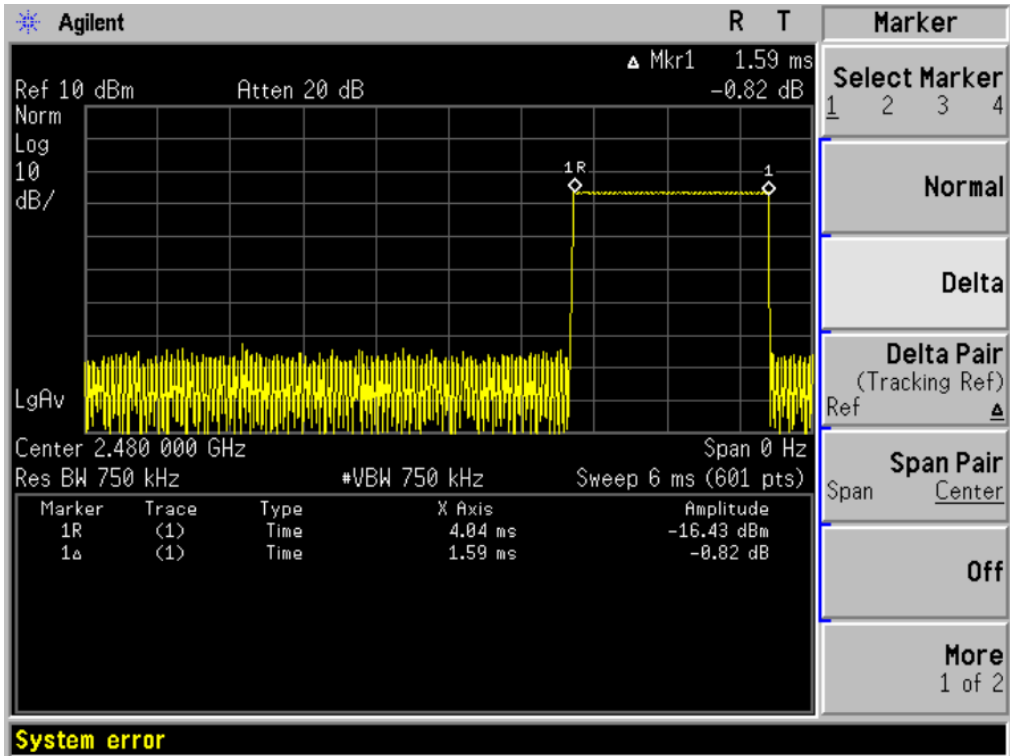 Agilent R T
Marker
▵ Mkr1 1.59 ms
Ref 10 dBm Atten 20 dB -0.82 dB
Norm
Log
10
dB/
1R
1
LgAv
Center 2.480 000 GHz Span 0 Hz
Res BW 750 kHz #VBW 750 kHz Sweep 6 ms (601 pts)
Marker Trace Type X Axis Amplitude
1R (1) Time 4.04 ms -16.43 dBm
1▵ (1) Time 1.59 ms -0.82 dB
Select Marker
1 2 3 4
Normal
Delta
Delta Pair
(Tracking Ref)
Ref ▵
Span Pair
Span Center
Off
More
1 of 2
System error